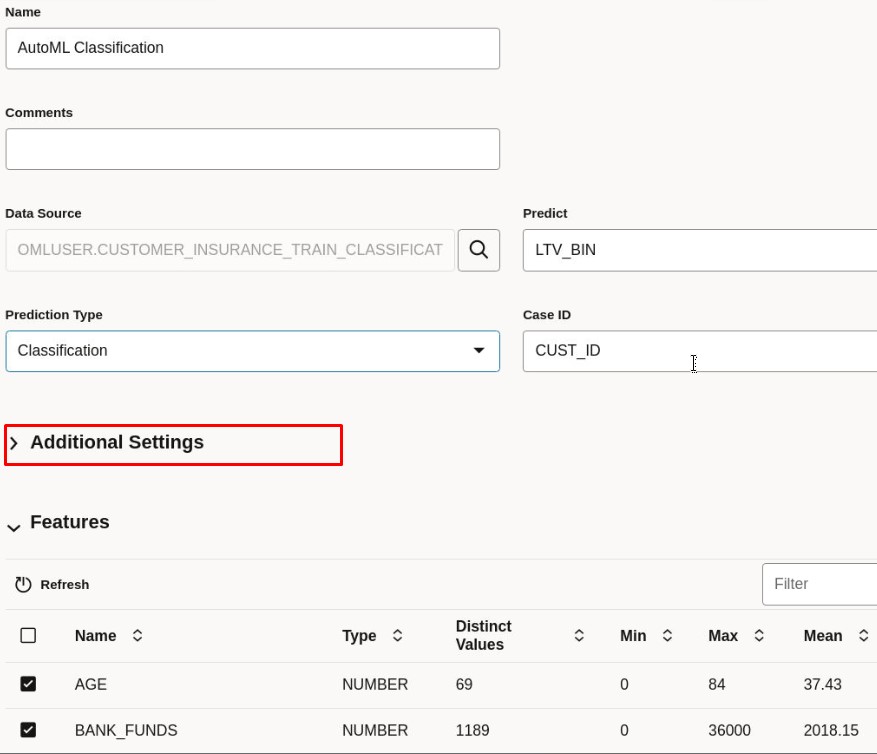 Name
AutoML Classification
Comments
Data Source
Predict
OMLUSER.CUSTOMER_INSURANCE_TRAIN_CLASSIFICAT
LTV_BIN
Prediction Type
Case ID
Classification
CUST_ID
Additional Settings
Features
Refresh
Filter
Name Type Distinct Values Min Max Mean
AGE NUMBER 69 0 84 37.43
BANK_FUNDS NUMBER 1189 0 36000 2018.15